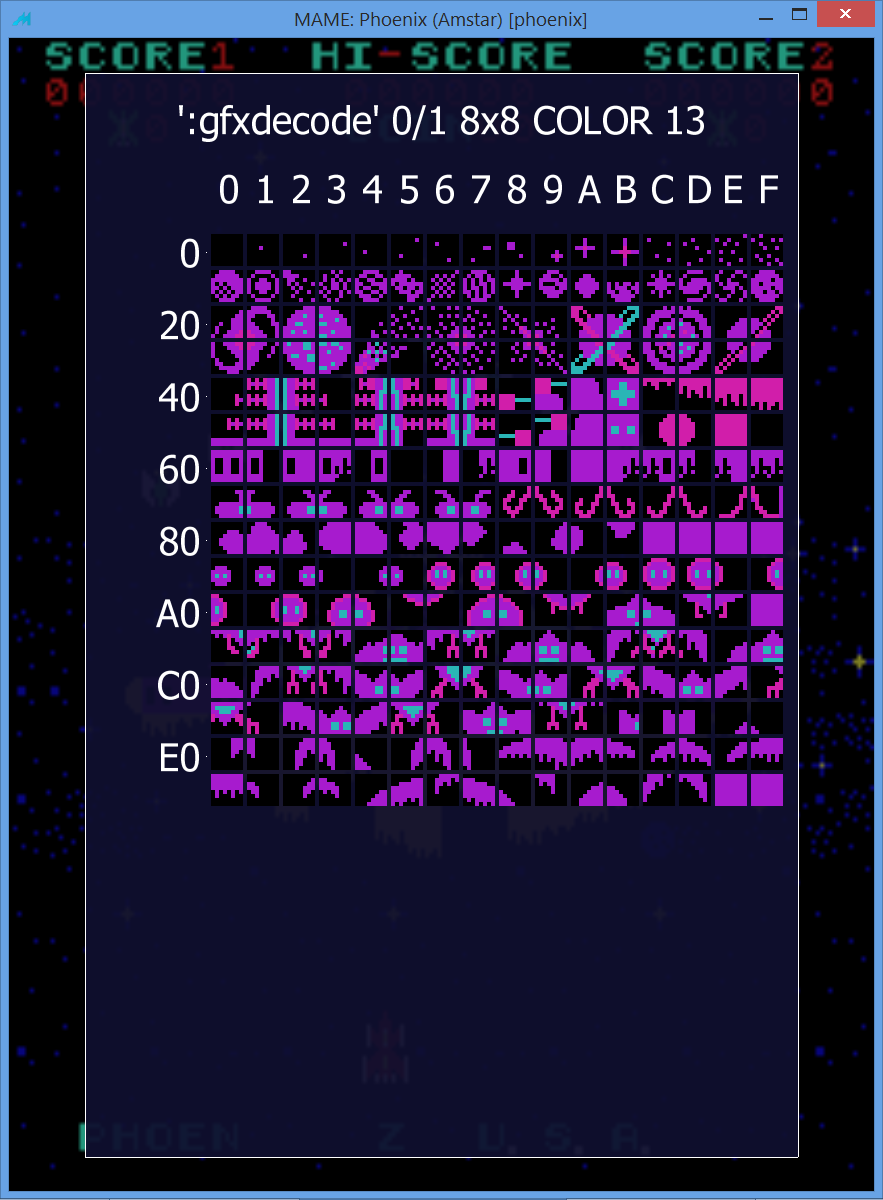 MAME: Phoenix (Amstar) [phoenix]
SCORE1 HI-SCORE SCORE2
':gfxdecode' 0/1 8x8 COLOR 13
0 1 2 3 4 5 6 7 8 9 A B C D E F
0
20
40
60
80
A0
C0
E0
PHOEN Z U.S.A.